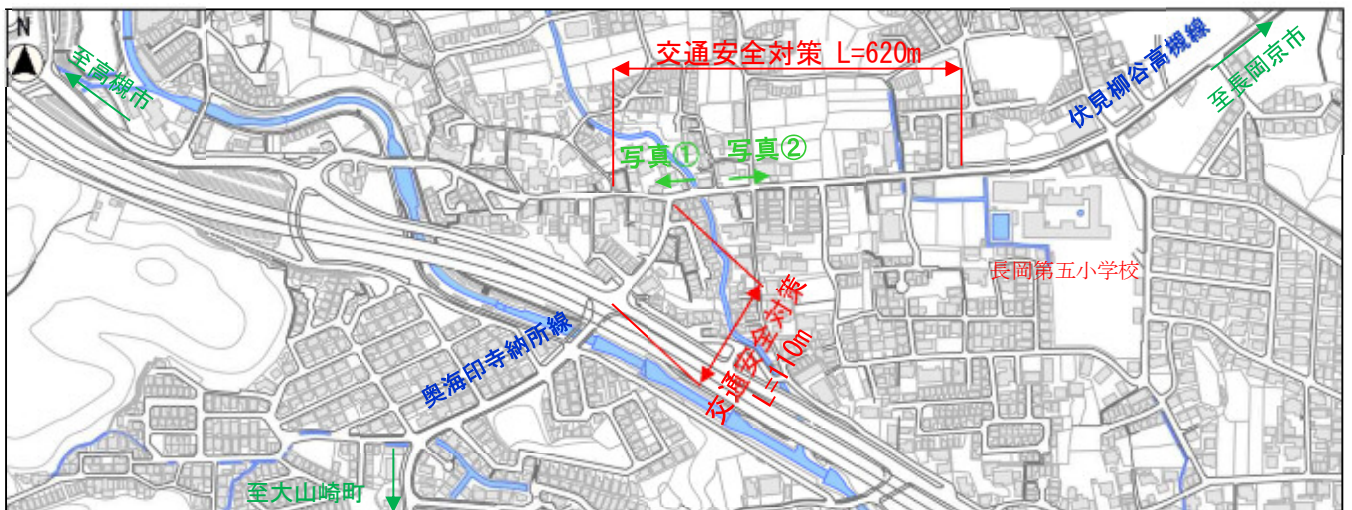 N
至高槻市
交通安全対策 L=620m
伏見柳谷高槻線
至長岡京市
写真①
写真②
長岡第五小学校
交通安全対策
L=110m
奥海印寺納所線
至大山崎町